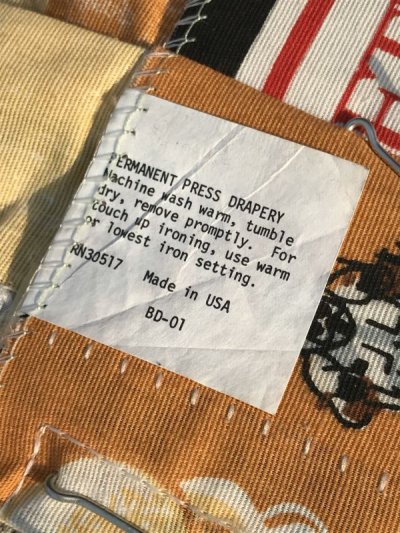 PERMANENT PRESS DRAPERY
Machine wash warm, tumble
dry, remove promptly. For
touch up ironing, use warm
or lowest iron setting.
RN30517 Made in USA
BD-01